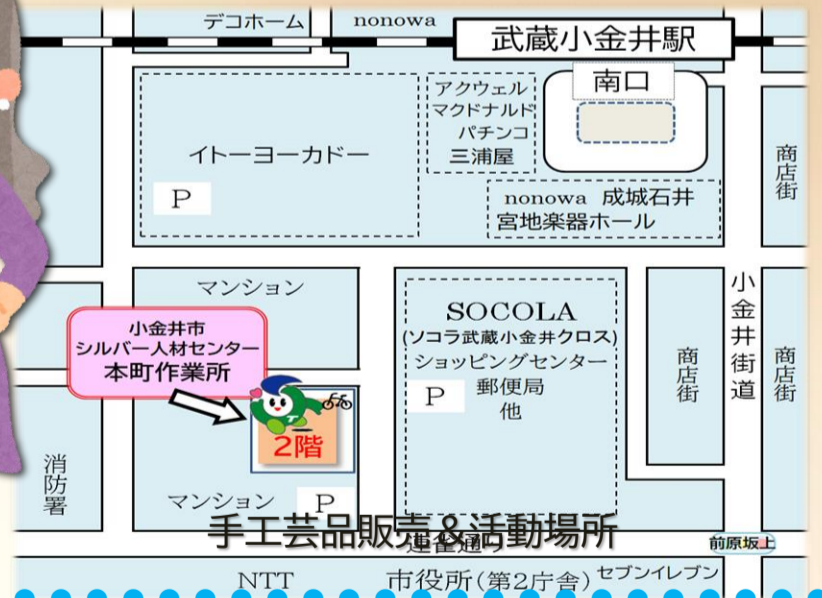 デコホーム
nonowa
武蔵小金井駅
南口
アクウェル
マクドナルド
パチンコ
三浦屋
イトーヨーカドー
P
nonowa 成城石井
宮地楽器ホール
商店街
マンション
小金井市
シルバー人材センター
本町作業所
2階
SOCOLA
(ソコラ武蔵小金井クロス)
ショッピングセンター
P 郵便局
他
商店街
小金井街道
商店街
消防署
マンション P
手工芸品販売&活動場所
連雀通り
前原坂上
NTT
市役所(第2庁舎)
セブンイレブン